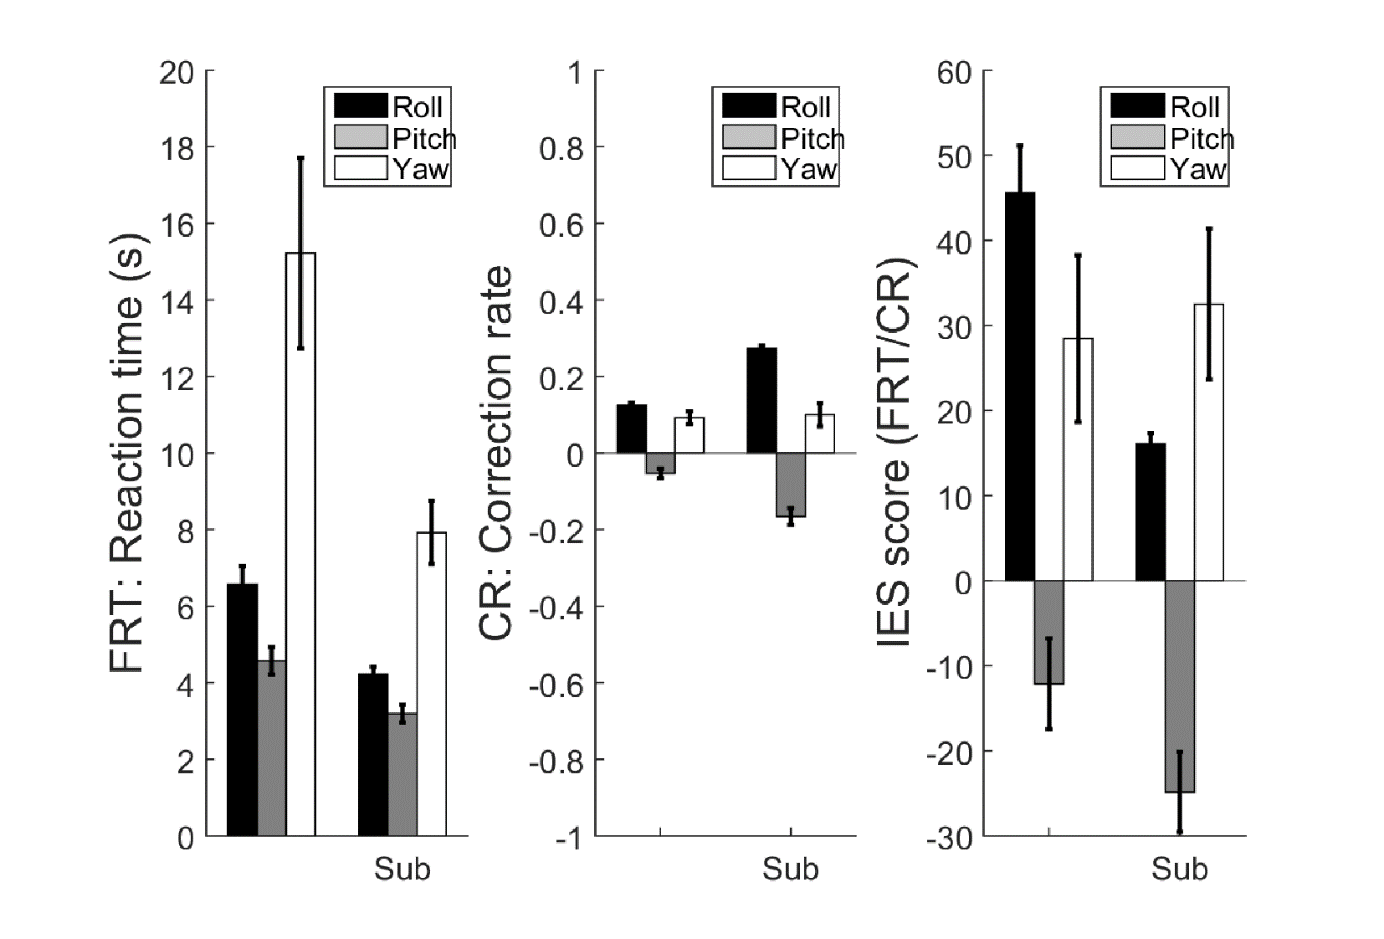 FRT: Reaction time (s)
20
18
16
14
12
10
8
6
4
2
0
Roll
Pitch
Yaw
Sub
CR: Correction rate
1
0.8
0.6
0.4
0.2
0
-0.2
-0.4
-0.6
-0.8
-1
Roll
Pitch
Yaw
Sub
IES score (FRT/CR)
60
50
40
30
20
10
0
-10
-20
-30
Roll
Pitch
Yaw
Sub